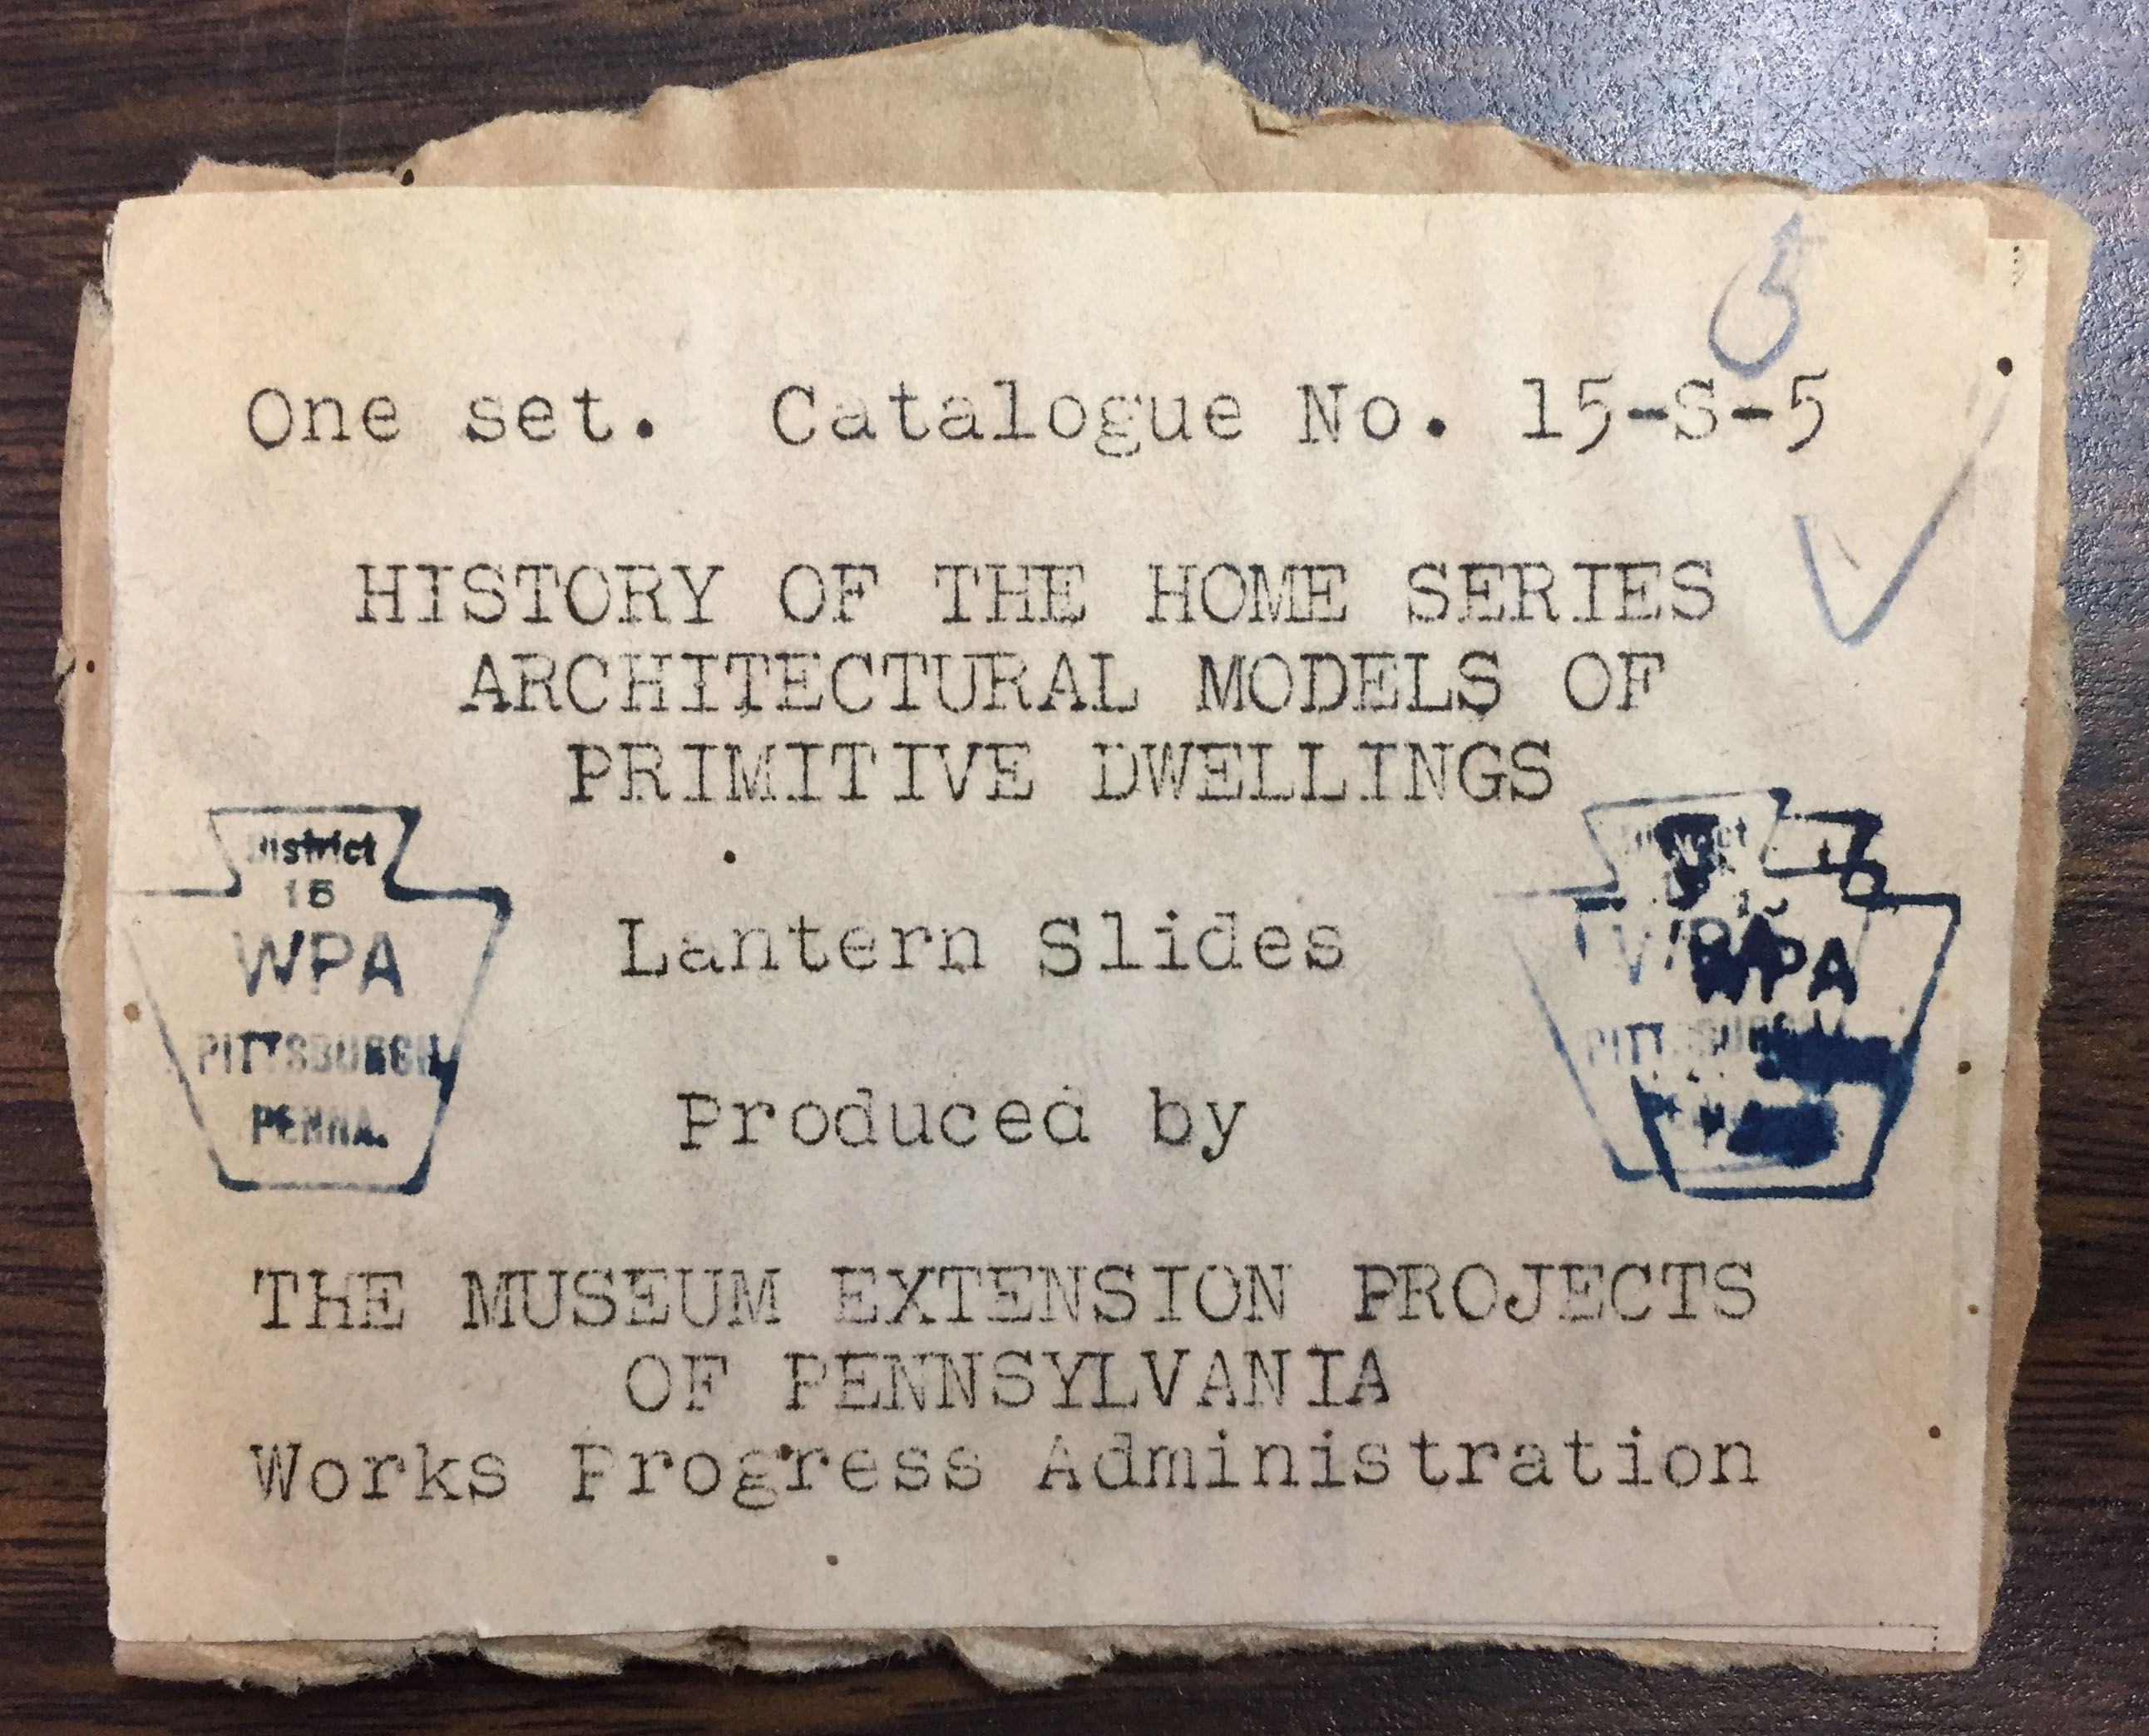 One set. Catalogue No. 15-S-5
HISTORY OF THE HOME SERIES
ARCHITECTURAL MODELS OF
PRIMITIVE DWELLINGS
District
15
WPA
PITTSBURGH,
PENNA.
Lantern Slides
Produced by
WPA
THE MUSEUM EXTENSION PROJECTS
OF PENNSYLVANIA
Works Progress Administration